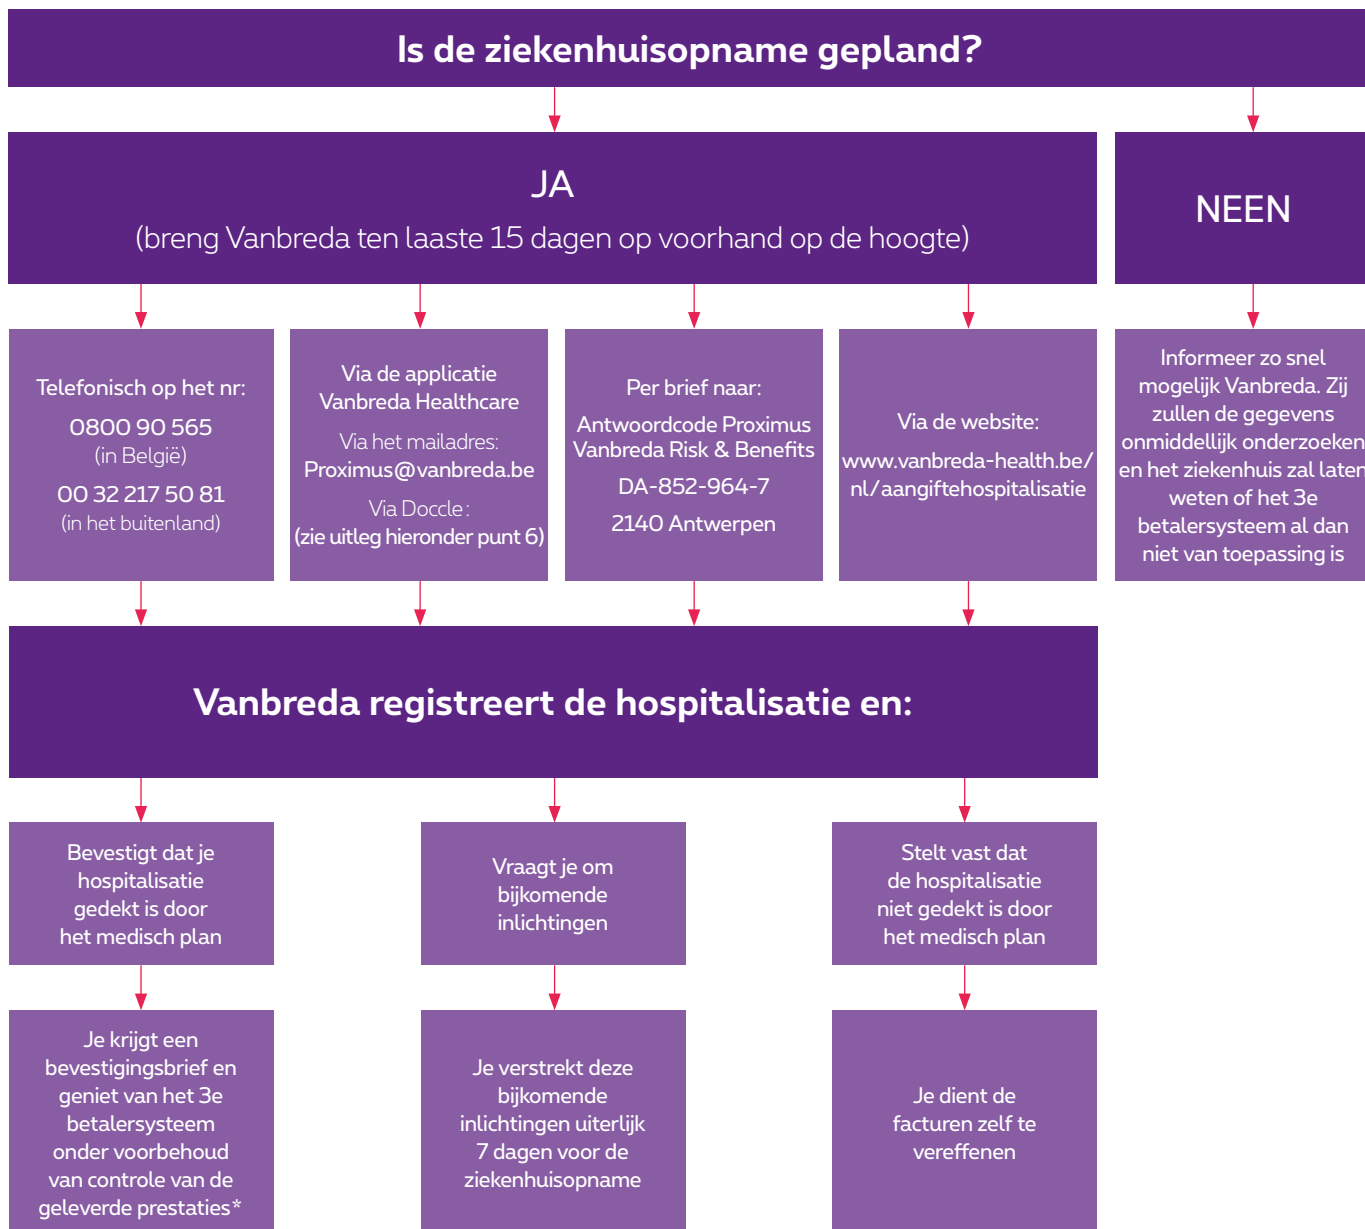 Is de ziekenhuisopname gepland?
JA
(breng Vanbreda ten laaste 15 dagen op voorhand op de hoogte)
NEEN
Telefonisch op het nr:
0800 90 565
(in België)
00 32 217 50 81
(in het buitenland)
Via de applicatie
Vanbreda Healthcare
Via het mailadres:
Proximus@vanbreda.be
Via Doccle:
(zie uitleg hieronder punt 6)
Per brief naar:
Antwoordcode Proximus
Vanbreda Risk & Benefits
DA-852-964-7
2140 Antwerpen
Via de website:
www.vanbreda-health.be/
nl/aangiftehospitalisatie
Informeer zo snel
mogelijk Vanbreda. Zij
zullen de gegevens
onmiddellijk onderzoeken
en het ziekenhuis zal laten
weten of het 3e
betalersysteem al dan
niet van toepassing is
Vanbreda registreert de hospitalisatie en:
Bevestigt dat je
hospitalisatie
gedekt is door
het medisch plan
Vraagt je om
bijkomende
inlichtingen
Stelt vast dat
de hospitalisatie
niet gedekt is door
het medisch plan
Je krijgt een
bevestigingsbrief en
geniet van het 3e
betalersysteem
onder voorbehoud
van controle van de
geleverde prestaties*
Je verstrekt deze
bijkomende
inlichtingen uiterlijk
7 dagen voor de
ziekenhuisopname
Je dient de
facturen zelf te
vereffenen